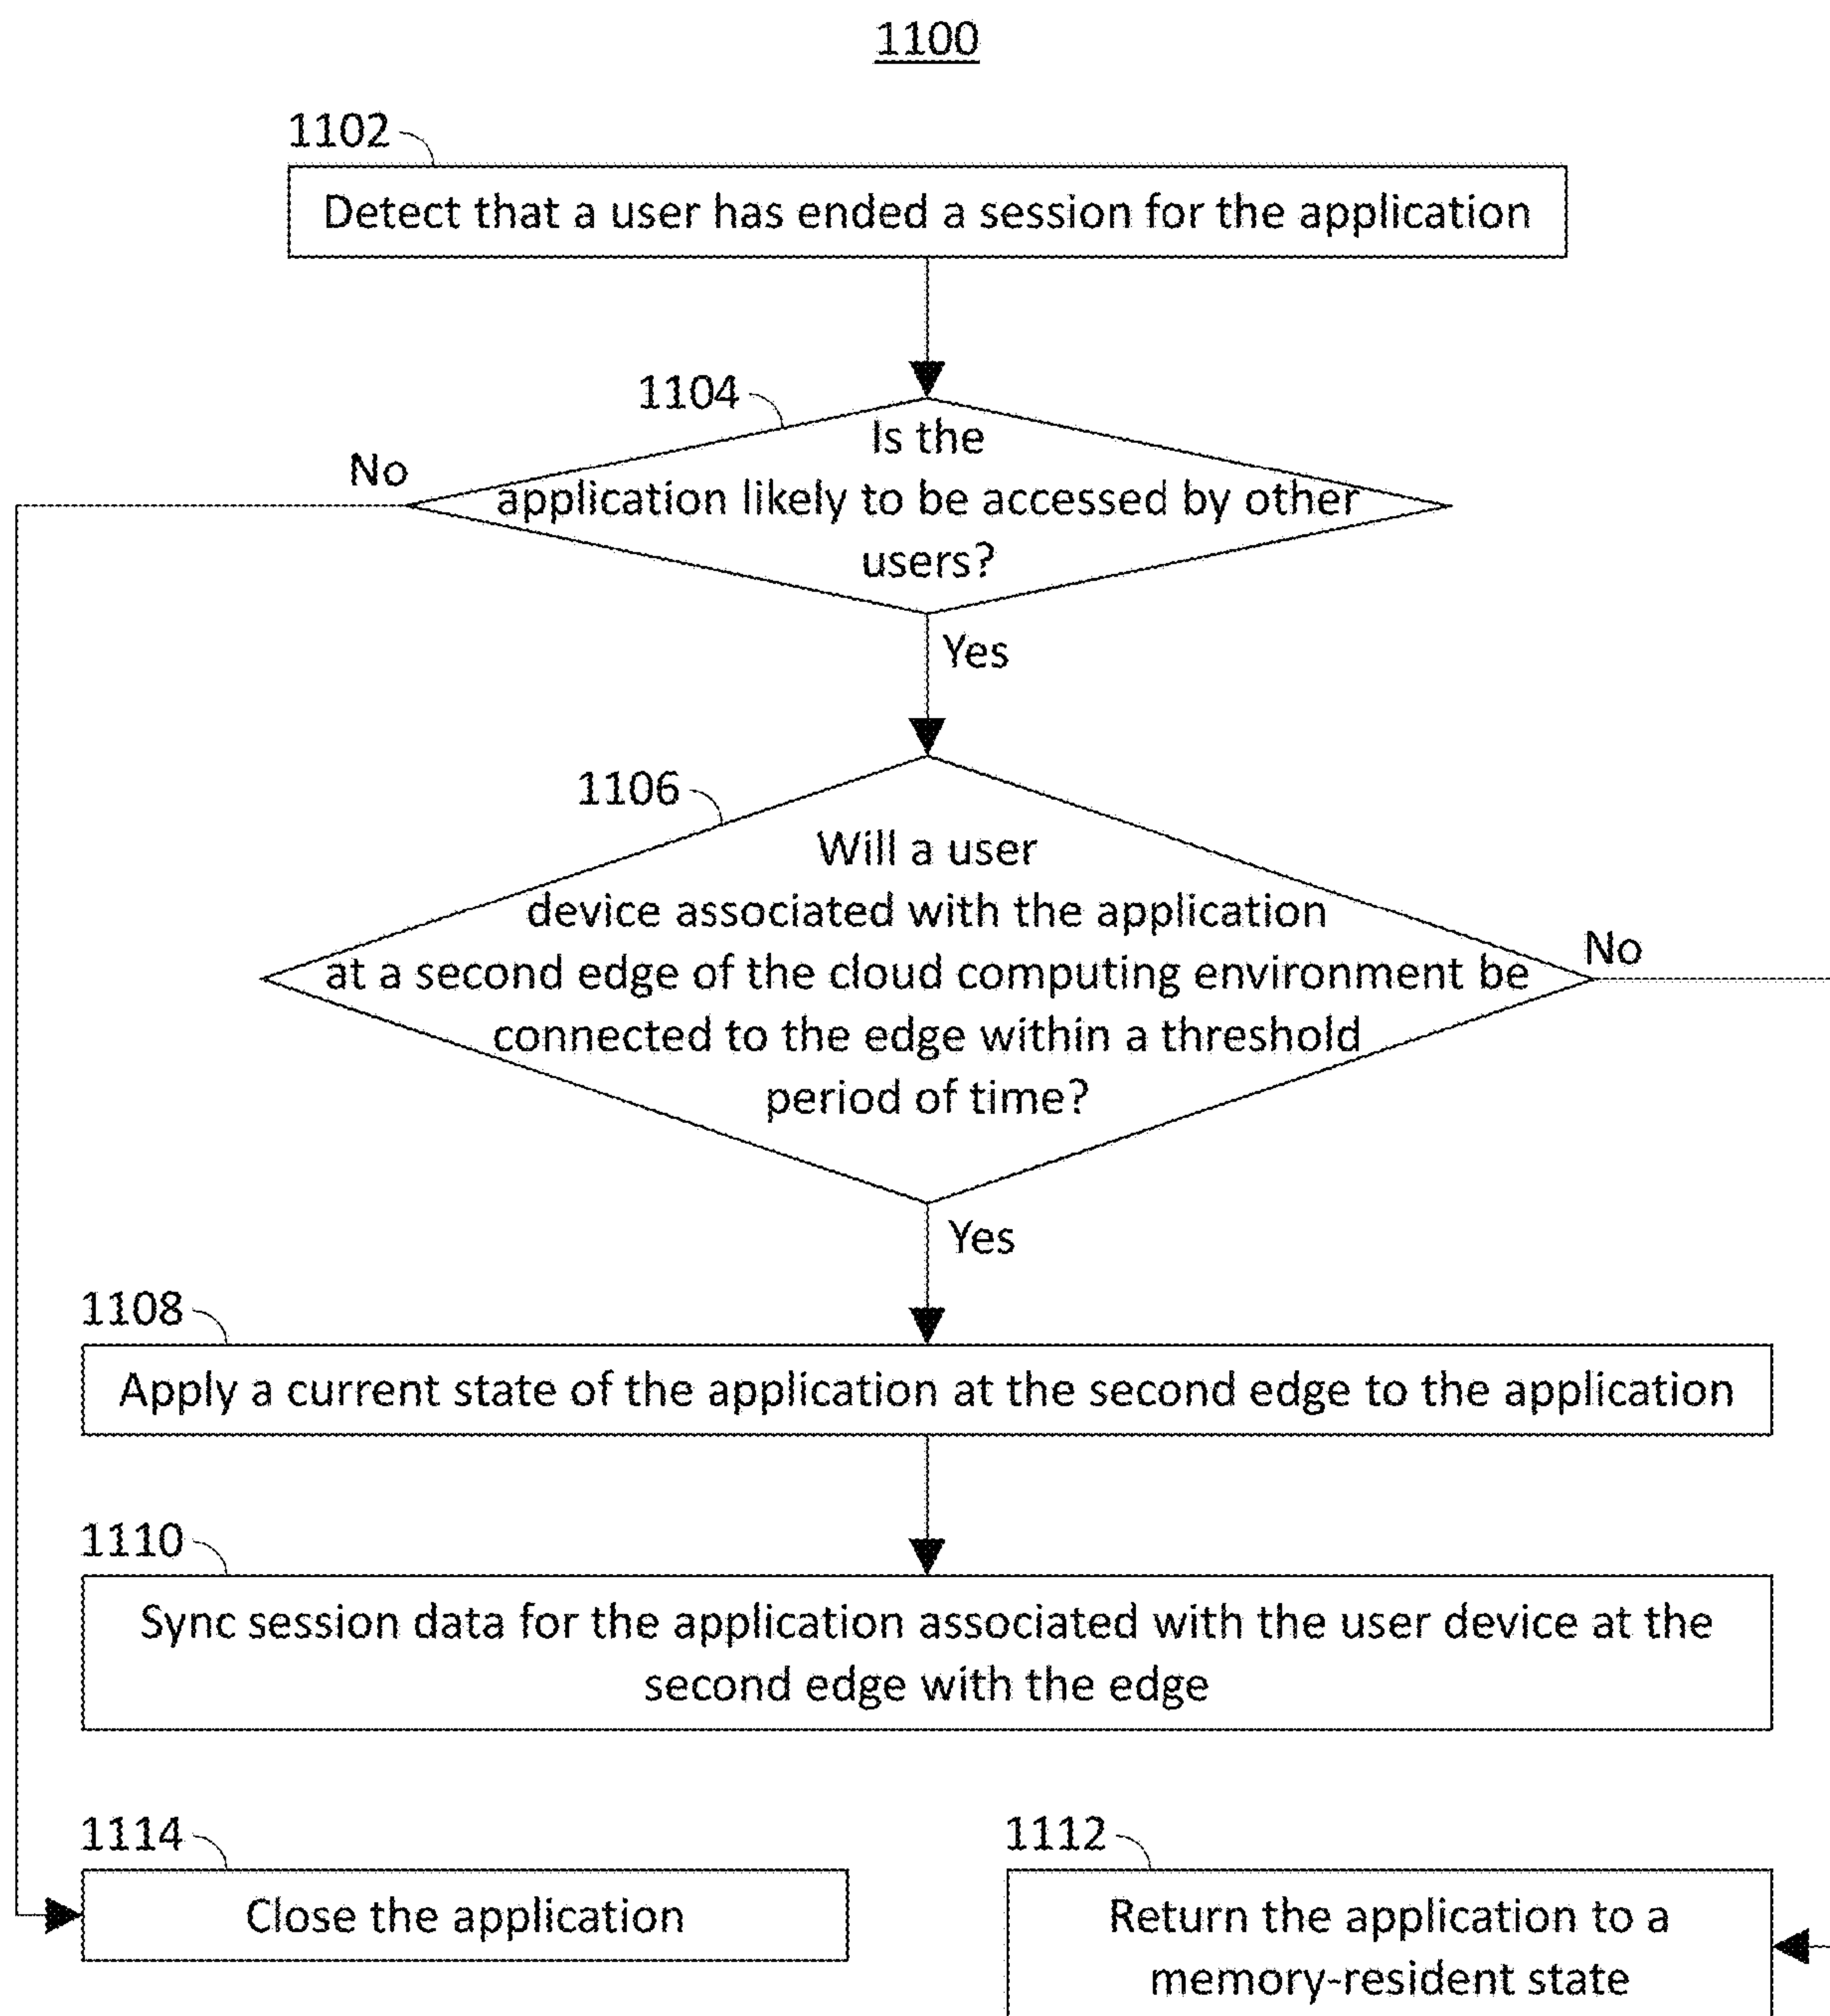 1100
1102
Detect that a user has ended a session for the application
1104
Is the
application likely to be accessed by other
users?
No
Yes
1106
Will a user
device associated with the application
at a second edge of the cloud computing environment be
connected to the edge within a threshold
period of time?
No
Yes
1108
Apply a current state of the application at the second edge to the application
1110
Sync session data for the application associated with the user device at the
second edge with the edge
1114
Close the application
1112
Return the application to a
memory-resident state